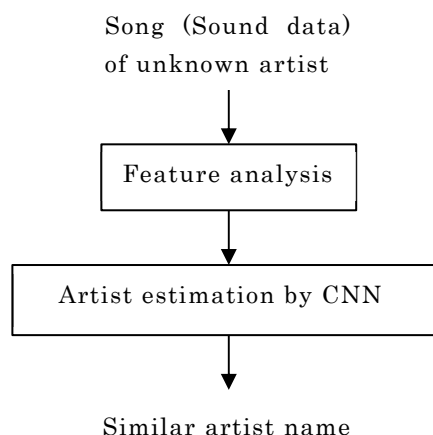 Song (Sound data)
of unknown artist
Feature analysis
Artist estimation by CNN
Similar artist name